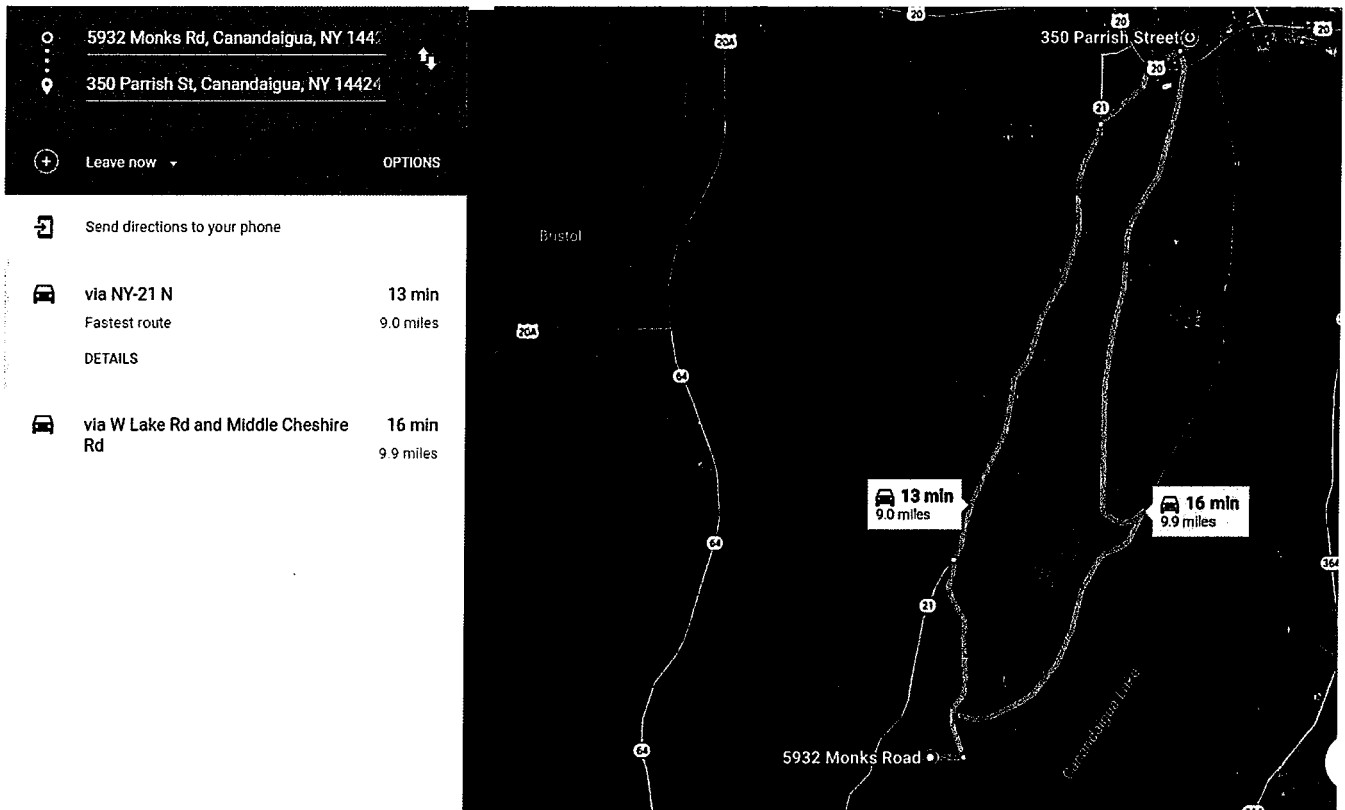 5932 Monks Rd, Canandaigua, NY 144
350 Parrish St, Canandaigua, NY 14424
Leave now
OPTIONS
Send directions to your phone
via NY-21 N
13 min
Fastest route
9.0 miles
DETAILS
via W Lake Rd and Middle Cheshire
Rd
16 min
9.9 miles
20
20
20
20A
350 Parrish Street
20
21
Bristol
20A
64
13 min
9.0 miles
16 min
9.9 miles
64
364
21
Canandaigua Lake
64
5932 Monks Road